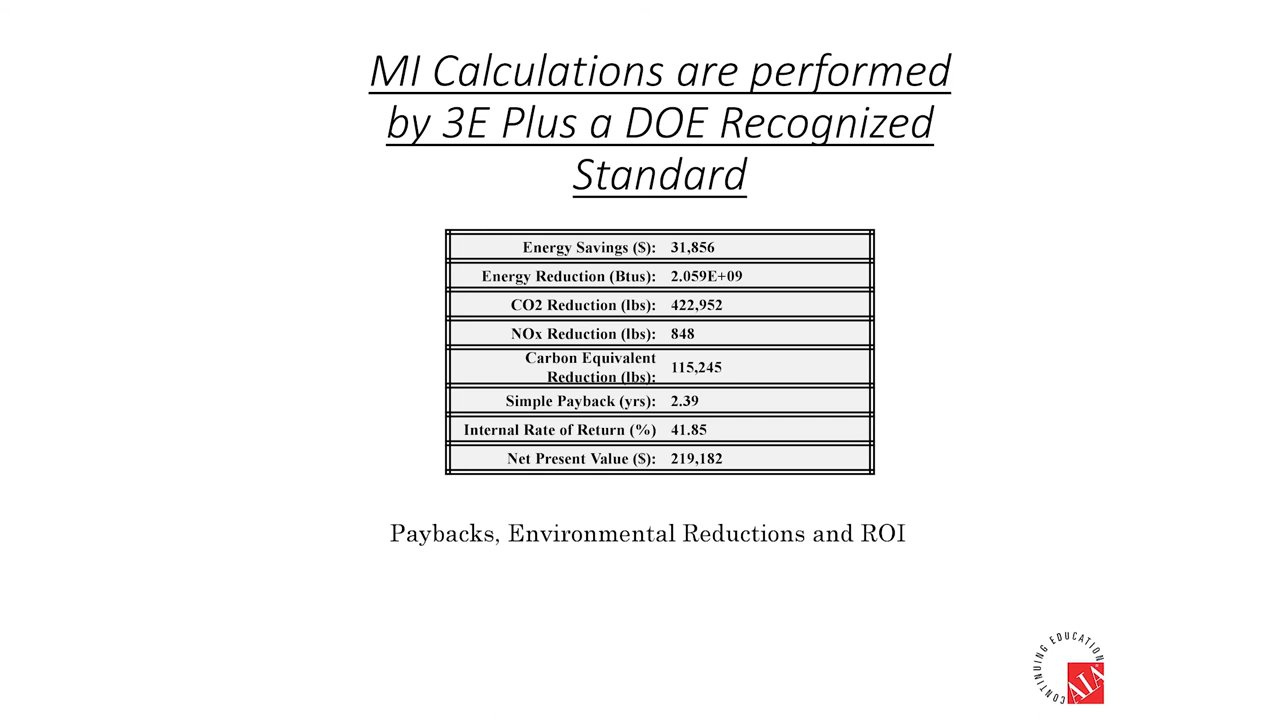 MI Calculations are performed
by 3E Plus a DOE Recognized
Standard
Energy Savings ($): 31,856
Energy Reduction (Btus): 2.059E+09
CO2 Reduction (lbs): 422,952
NOx Reduction (lbs): 848
Carbon Equivalent
Reduction (lbs): 115,245
Simple Payback (yrs): 2.39
Internal Rate of Return (%) 41.85
Net Present Value ($): 219,182
Paybacks, Environmental Reductions and ROI
CONTINUING EDUCATION
AIA